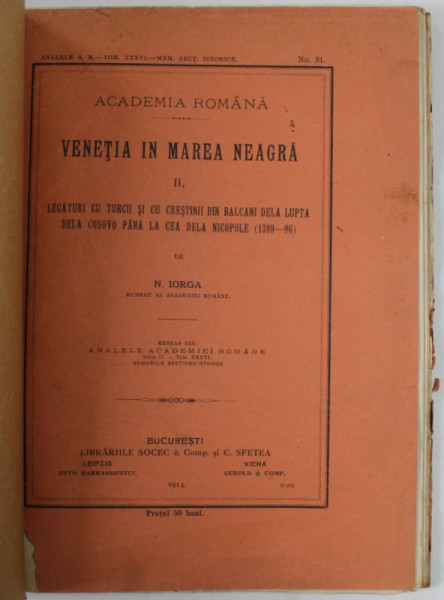 ANALELE A. R.—TOM. XXXVI.—MEM. SECT. ISTORICE. No. 31.
ACADEMIA ROMÂNĂ
VENEŢIA IN MAREA NEAGRĂ
II,
LEGĂTURI CU TURCII ŞI CU CREŞTINII DIN BALCANI DELA LUPTA
DELA COSOVO PÂNĂ LA CEA DELA NICOPOLE (1389—96)
DE
N. IORGA
MEMBRU AL ACADEMIEI ROMÂNE.
EXTRAS DIN:
ANALELE ACADEMIEI ROMÂNE
Seria II. — Tom. XXXVI.
MEMORIILE SECŢIUNII ISTORICE
BUCUREŞTI
LIBRĂRIILE SOCEC & Comp. şi C. SFETEA
LEIPZIG VIENA
OTTO HARRASSOWITZ. GEROLD & COMP.
1914.
Preţul 50 bani.